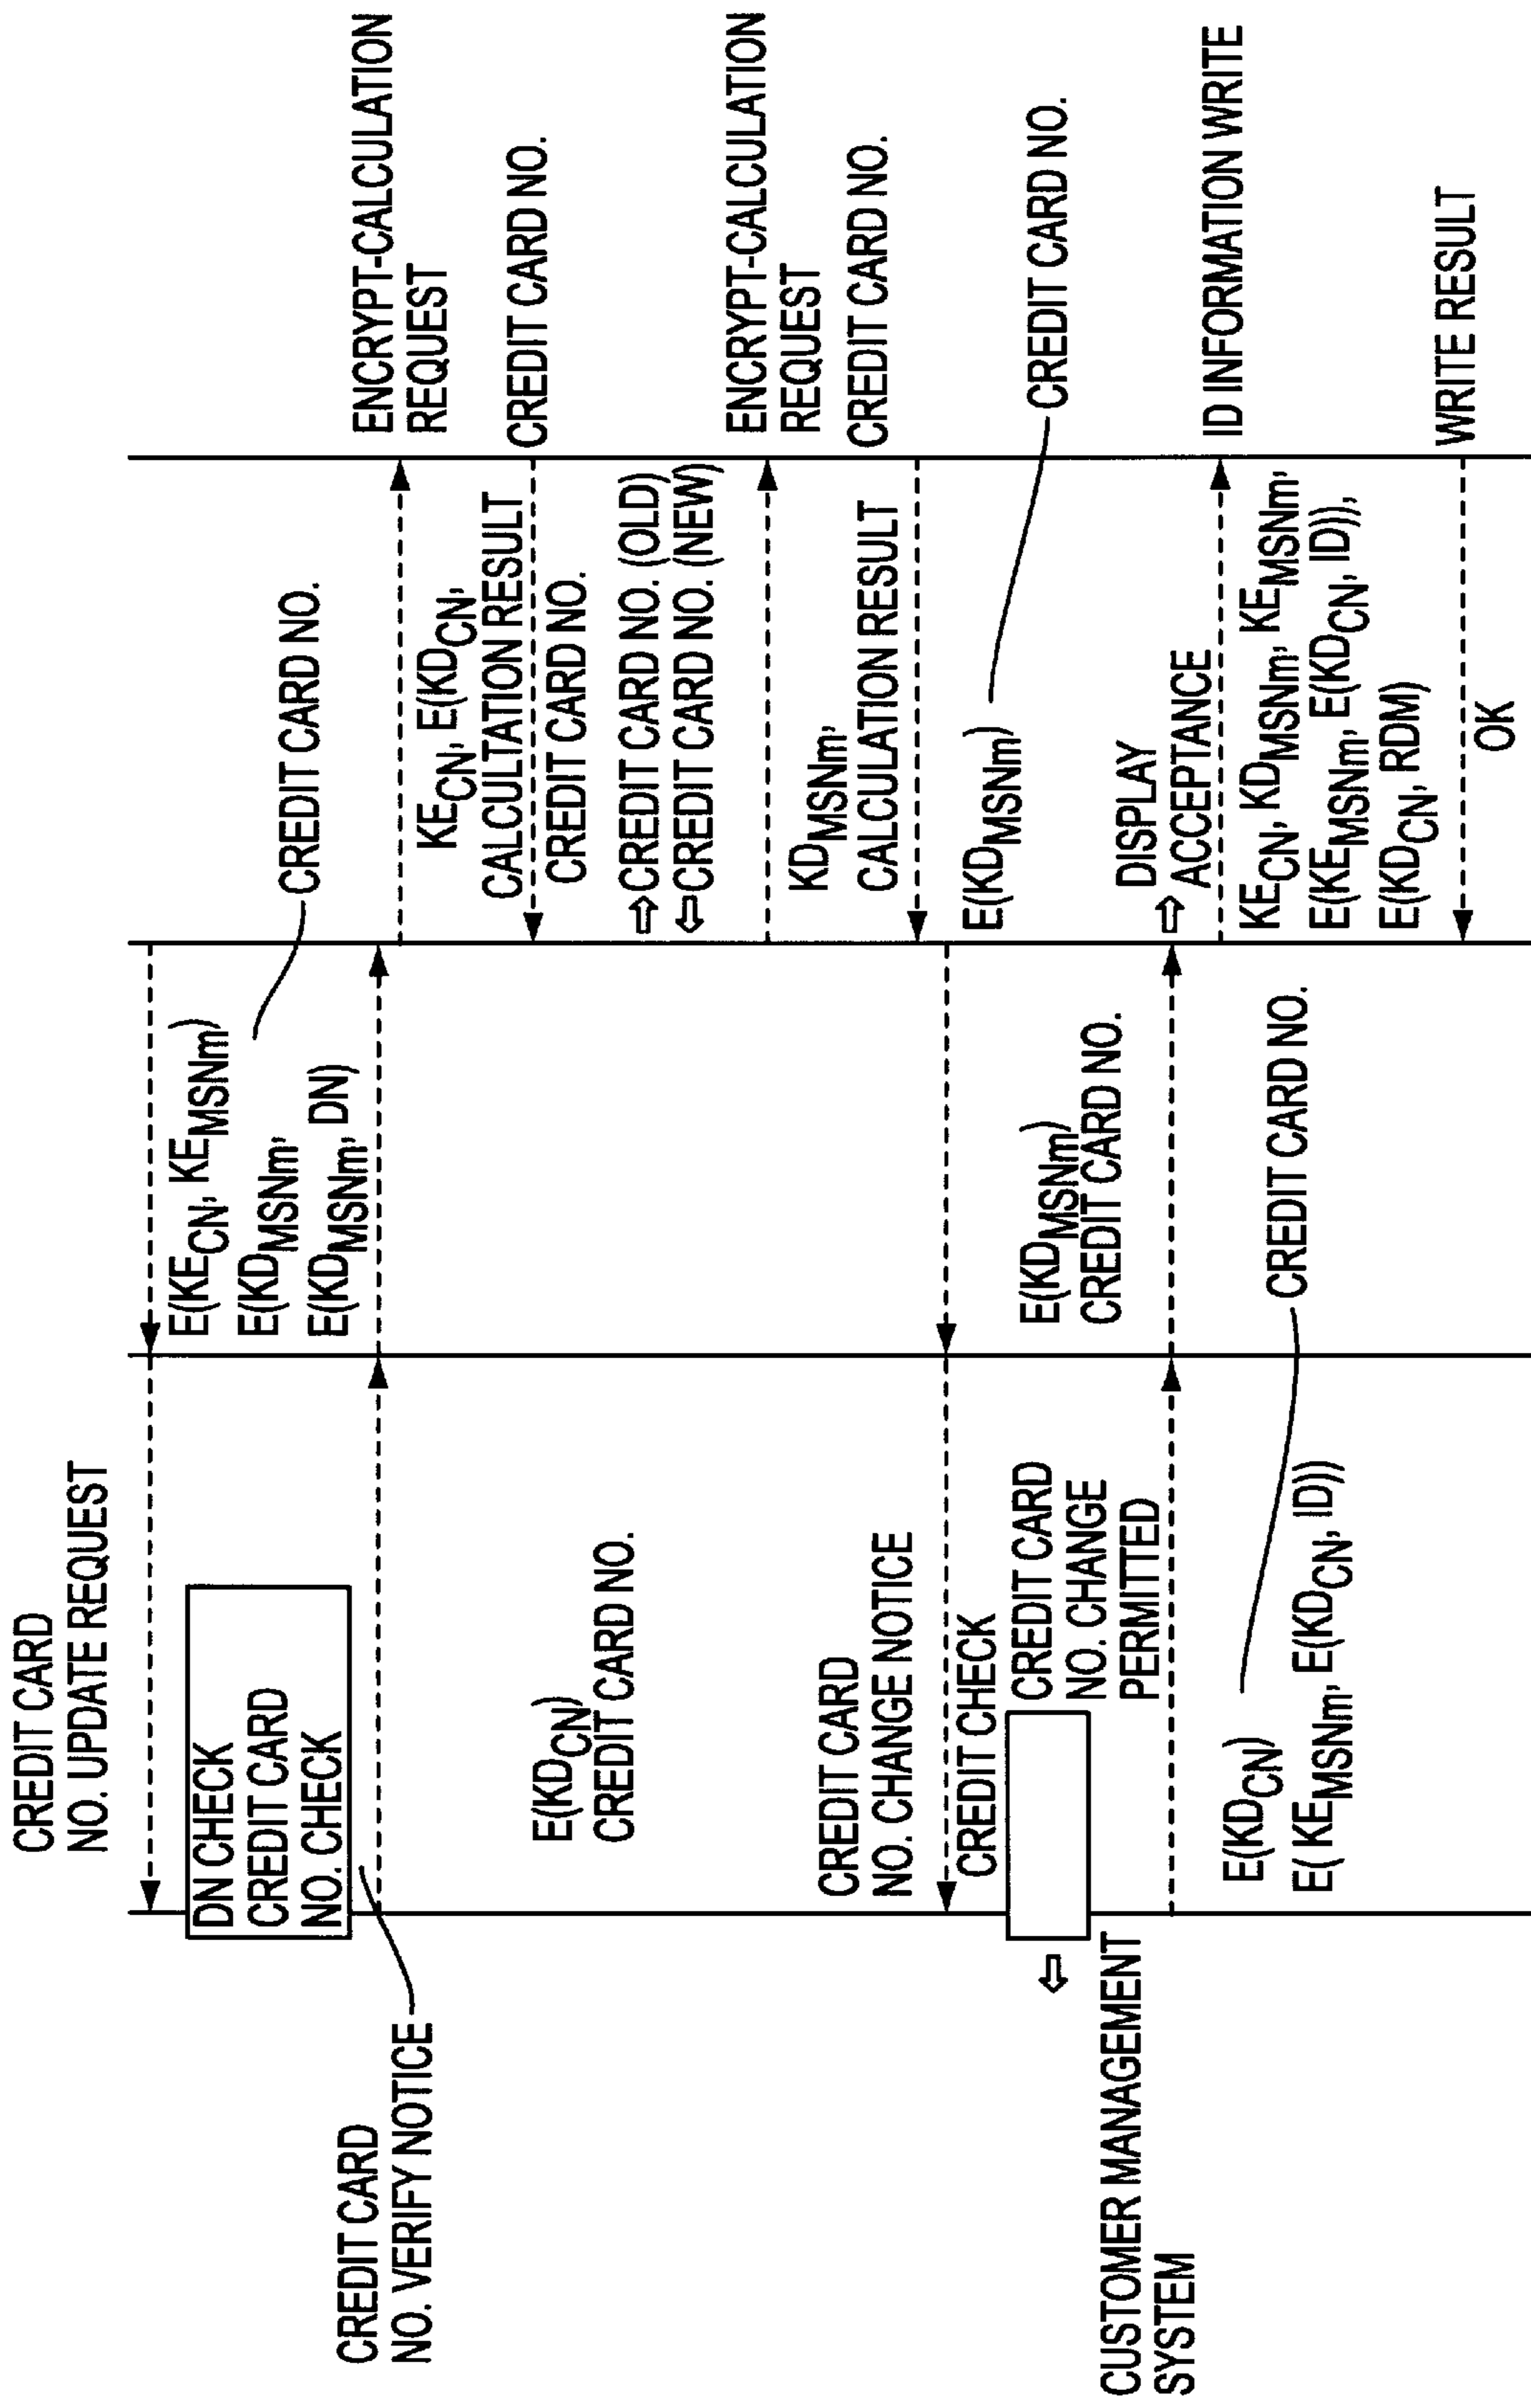 CREDIT CARD
NO. UPDATE REQUEST
E(KE_CN, KE_MSNm)
E(KD_MSNm,
CREDIT CARD NO.
E(KD_MSNm, DN)
DN CHECK
CREDIT CARD
NO. CHECK
CREDIT CARD
NO. VERIFY NOTICE
ENCRYPT-CALCULATION
REQUEST
KE_CN, E(KD_CN,
CALCULTATION RESULT
CREDIT CARD NO.
E(KD_CN)
CREDIT CARD NO.
CREDIT CARD NO.
⇨CREDIT CARD NO. (OLD)
⇦CREDIT CARD NO. (NEW)
ENCRYPT-CALCULATION
REQUEST
KD_MSNm,
CALCULATION RESULT
CREDIT CARD NO.
CREDIT CARD
NO. CHANGE NOTICE
E(KD_MSNm)
CREDIT CARD NO.
CREDIT CHECK
CREDIT CARD
NO. CHANGE
PERMITTED
E(KD_MSNm)
CREDIT CARD NO.
⇦
CUSTOMER MANAGEMENT
SYSTEM
DISPLAY
⇨ ACCEPTANCE
E(KD_CN)
CREDIT CARD NO.
E( KE_MSNm, E(KD_CN, ID))
ID INFORMATION WRITE
KE_CN, KD_MSNm, KE_MSNm,
E(KE_MSNm, E(KD_CN, ID)),
E(KD_CN, RDM)
WRITE RESULT
OK